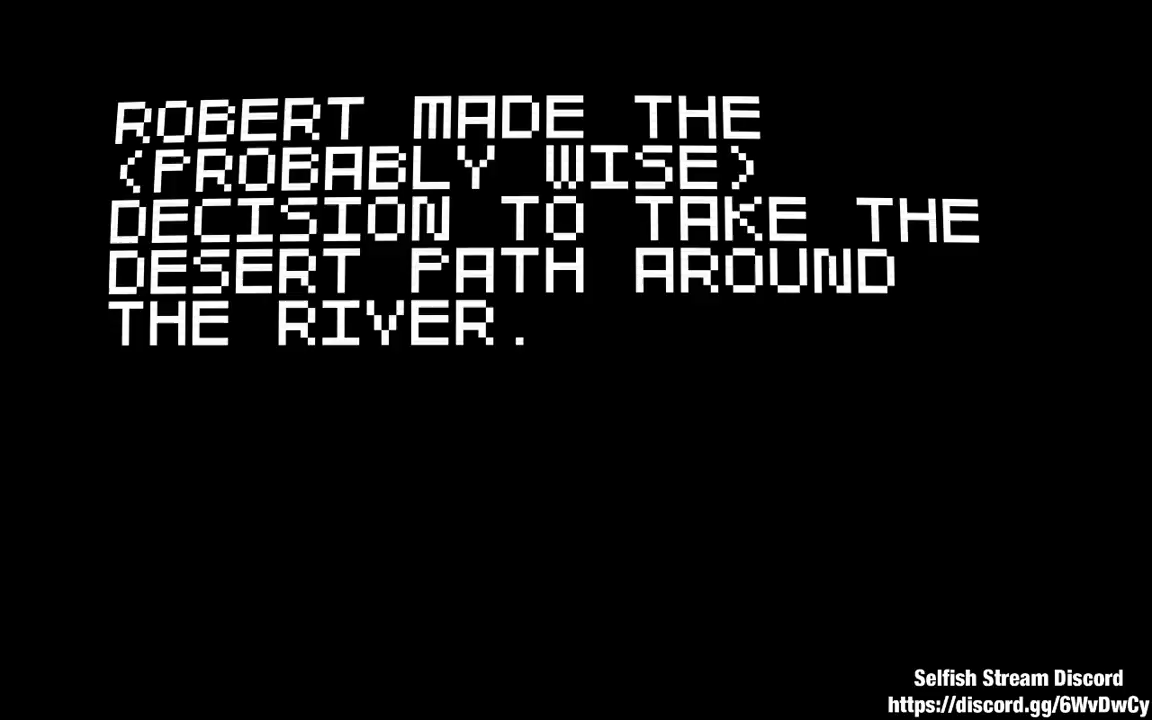 ROBERT MADE THE
(PROBABLY WISE)
DECISION TO TAKE THE
DESERT PATH AROUND
THE RIVER.
Selfish Stream Discord
https://discord.gg/6WvDwCy